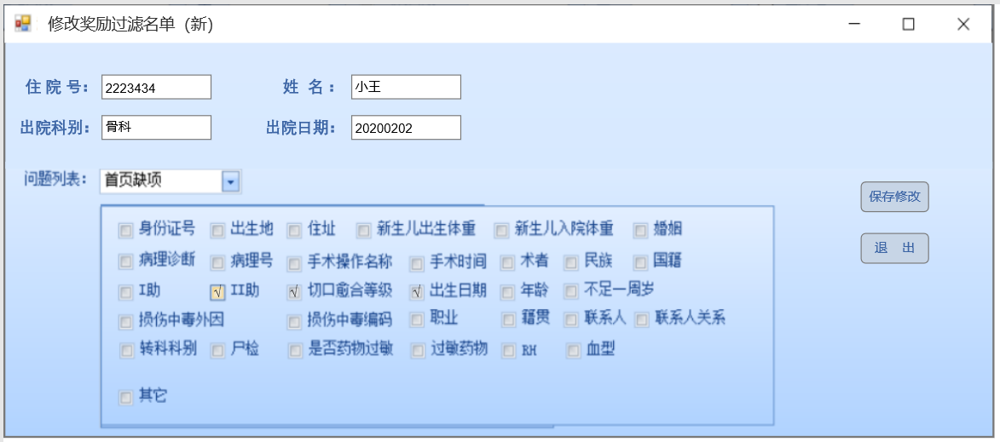 修改奖励过滤名单（新）
住 院 号： 2223434 姓 名： 小王
出院科别： 骨科 出院日期： 20200202
问题列表： 首页缺项
保存修改
身份证号 出生地 住址 新生儿出生体重 新生儿入院体重 婚姻
退 出
病理诊断 病理号 手术操作名称 手术时间 术者 民族 国籍
I助 √ II助 √ 切口愈合等级 √ 出生日期 年龄 不足一周岁
损伤中毒外因 损伤中毒编码 职业 籍贯 联系人 联系人关系
转科科别 尸检 是否药物过敏 过敏药物 RH 血型
其它